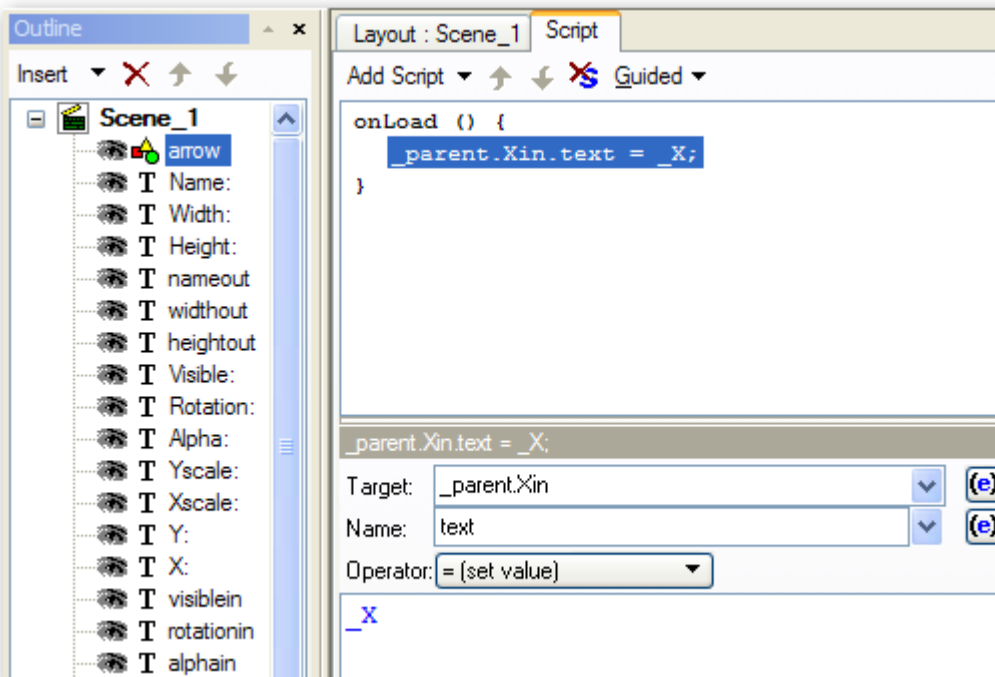 Outline
Insert
Scene_1
arrow
Name:
Width:
Height:
nameout
widthout
heightout
Visible:
Rotation:
Alpha:
Yscale:
Xscale:
Y:
X:
visiblein
rotationin
alphain
Layout : Scene_1 Script
Add Script S Guided
onLoad () {
_parent.Xin.text = _X;
}
_parent.Xin.text = _X;
Target: _parent.Xin (e)
Name: text (e)
Operator: = (set value)
_X